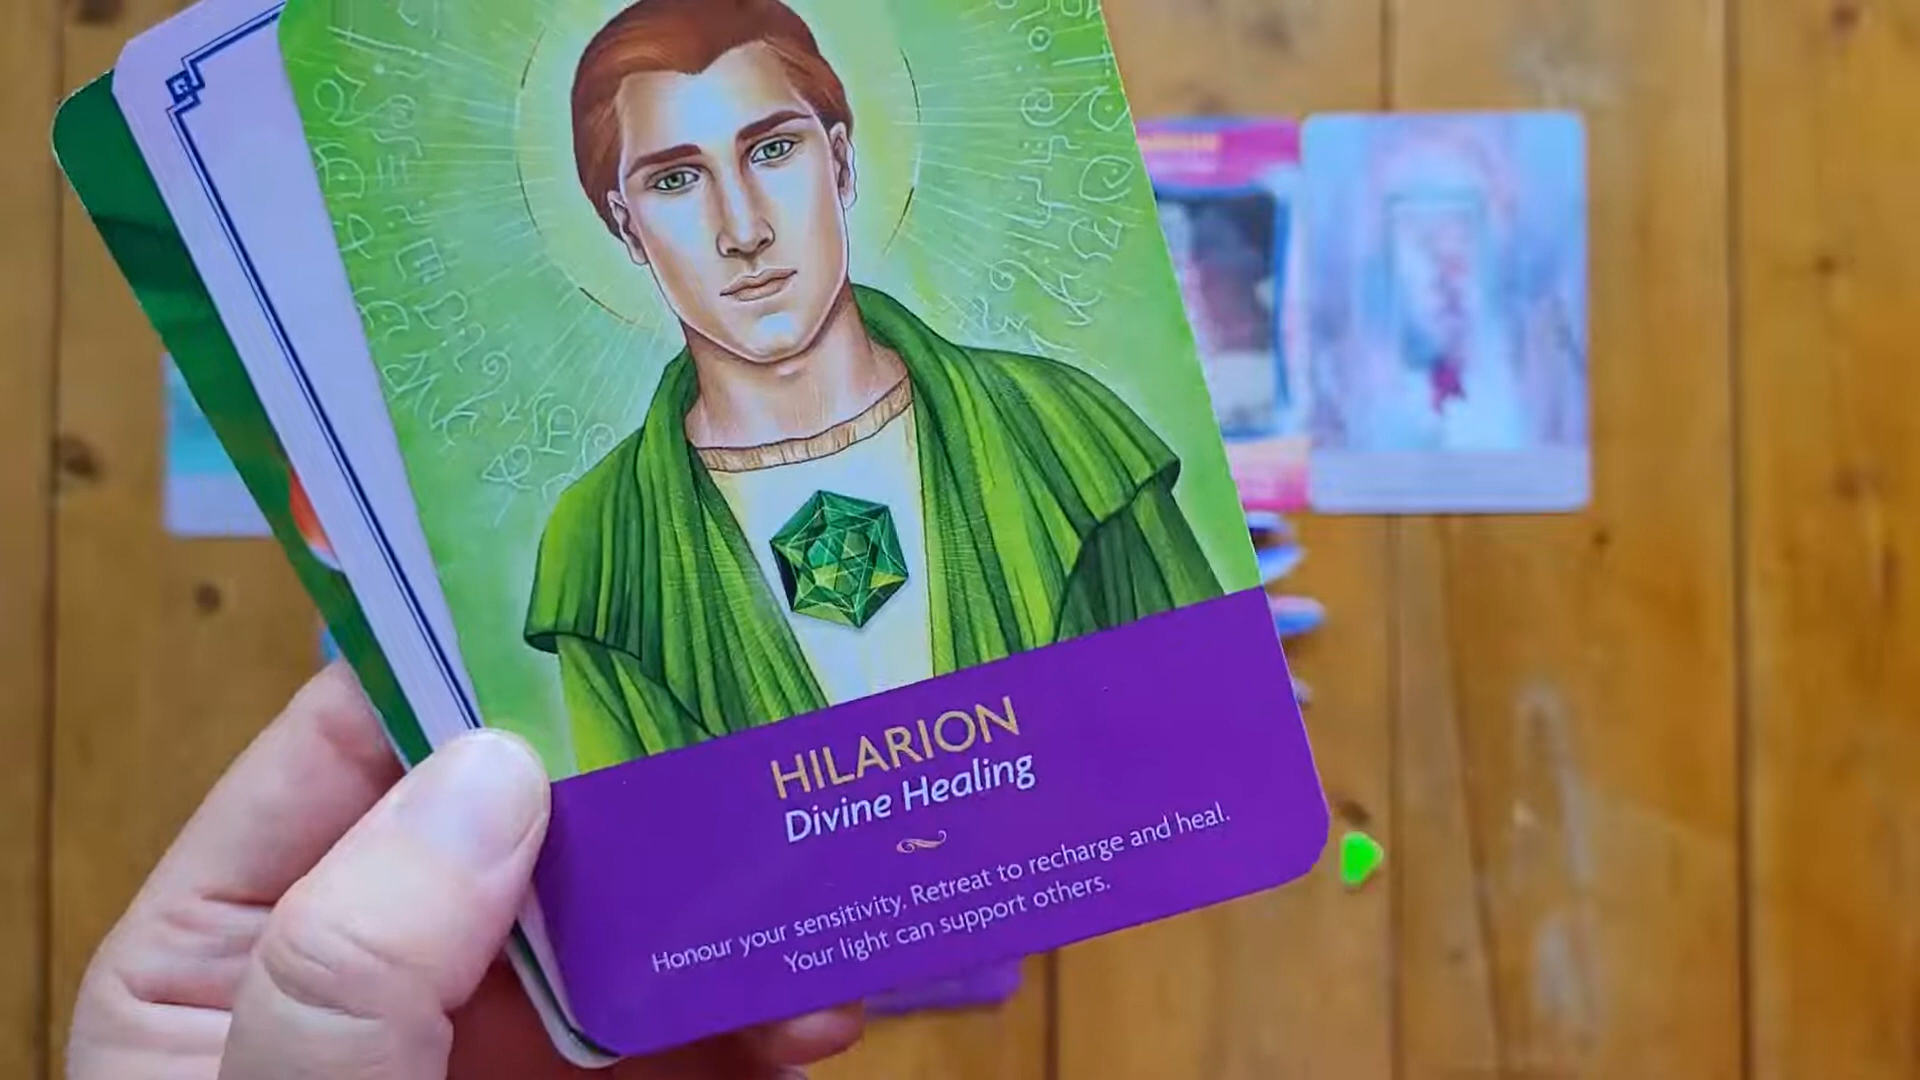 HILARION
Divine Healing
Honour your sensitivity. Retreat to recharge and heal.
Your light can support others.